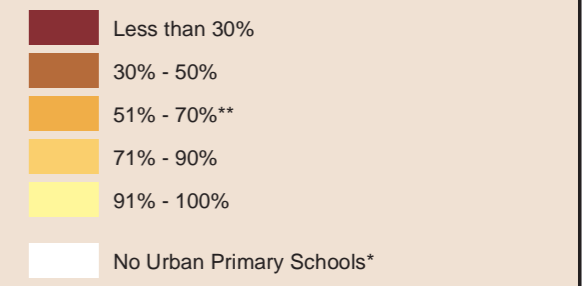 Less than 30%
30% - 50%
51% - 70%**
71% - 90%
91% - 100%
No Urban Primary Schools*